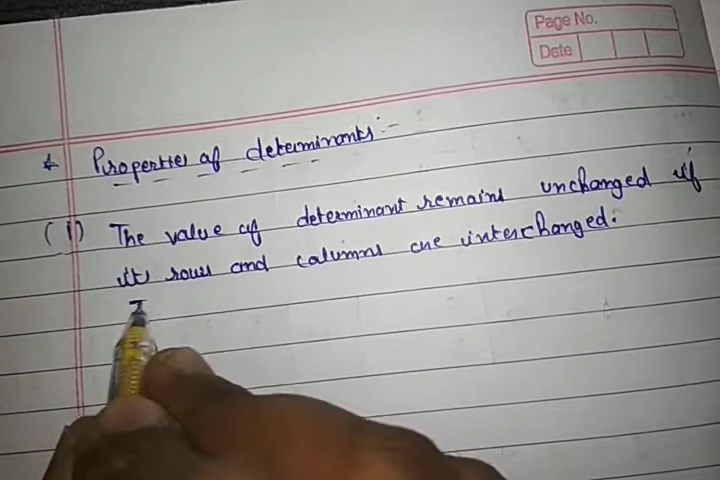 Page No.
Date
* Properties of determinants :-
(i) The value of determinant remains unchanged if
its rows and columns are interchanged.